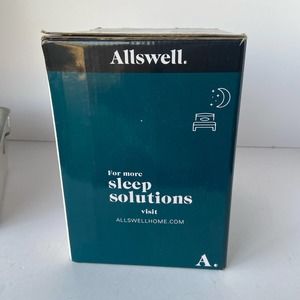 Allswell.
For more
sleep
solutions
visit
ALLSWELLHOME.COM
A.